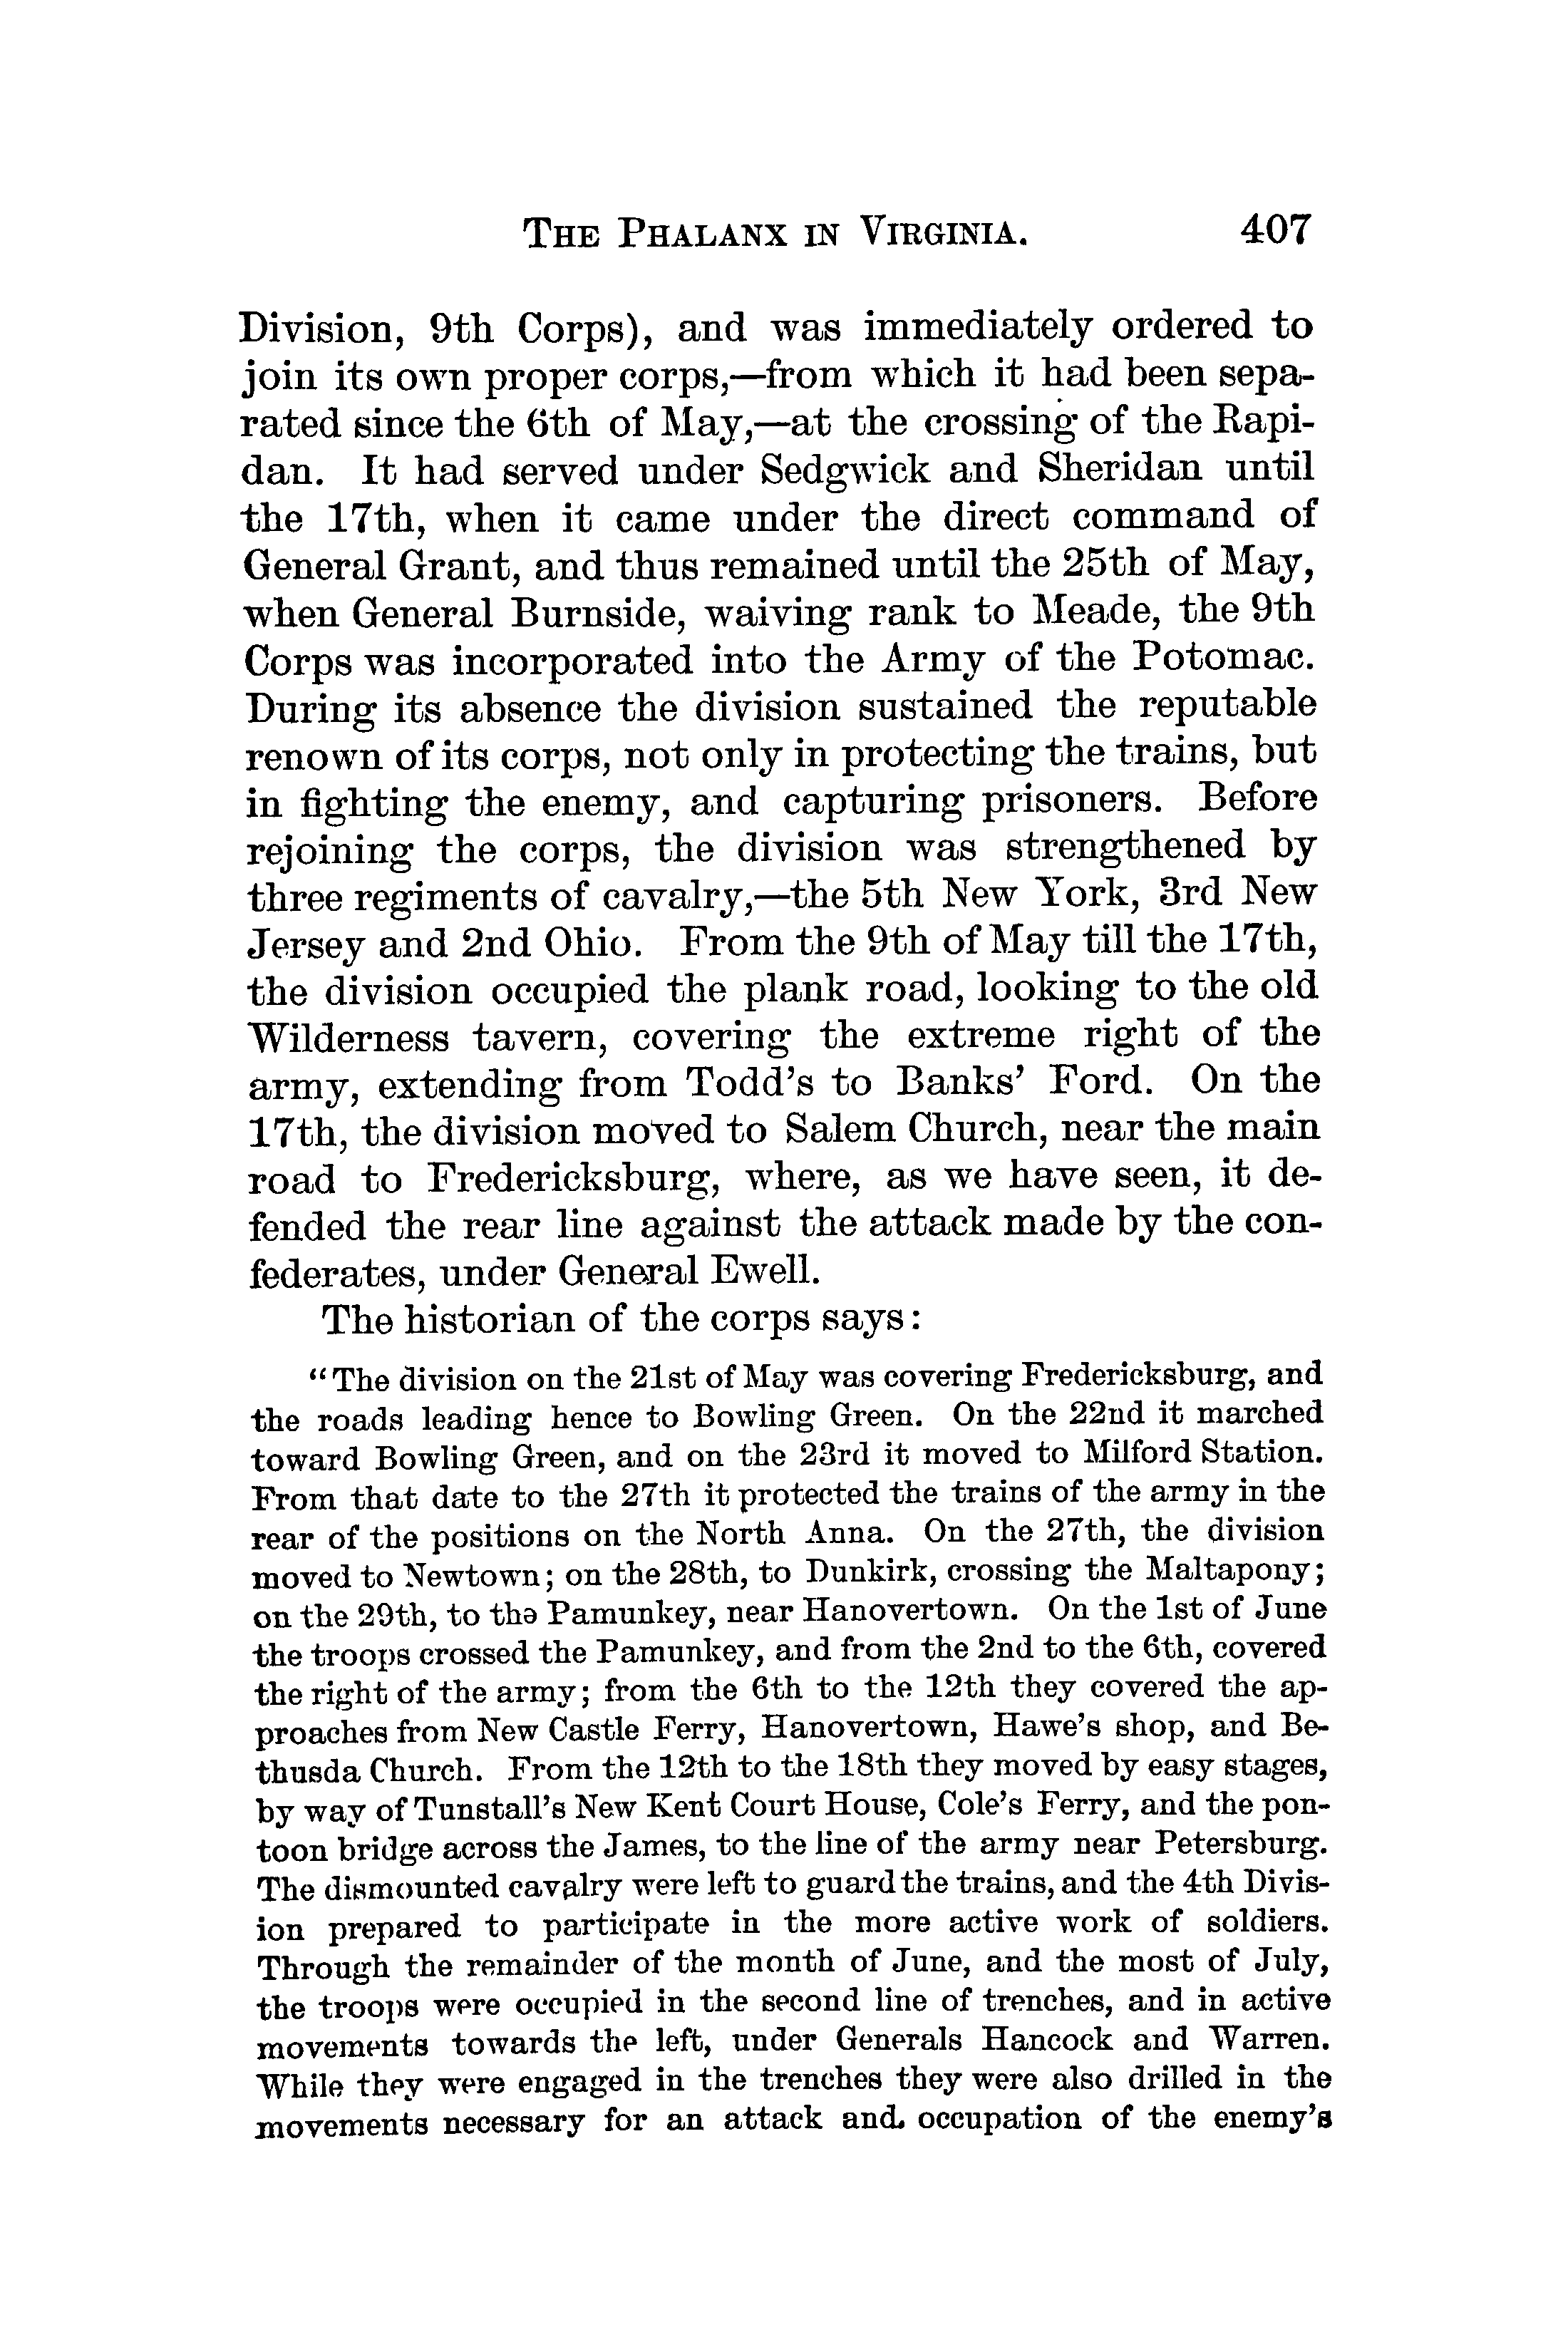 THE PHALANX IN VIRGINIA. 407
Division, 9th Corps), and was immediately ordered to
join its own proper corps,—from which it had been sepa-
rated since the 6th of May,—at the crossing of the Rapi-
dan. It had served under Sedgwick and Sheridan until
the 17th, when it came under the direct command of
General Grant, and thus remained until the 25th of May,
when General Burnside, waiving rank to Meade, the 9th
Corps was incorporated into the Army of the Potomac.
During its absence the division sustained the reputable
renown of its corps, not only in protecting the trains, but
in fighting the enemy, and capturing prisoners. Before
rejoining the corps, the division was strengthened by
three regiments of cavalry,—the 5th New York, 3rd New
Jersey and 2nd Ohio. From the 9th of May till the 17th,
the division occupied the plank road, looking to the old
Wilderness tavern, covering the extreme right of the
army, extending from Todd's to Banks' Ford. On the
17th, the division moved to Salem Church, near the main
road to Fredericksburg, where, as we have seen, it de-
fended the rear line against the attack made by the con-
federates, under General Ewell.
The historian of the corps says:
"The division on the 21st of May was covering Fredericksburg, and
the roads leading hence to Bowling Green. On the 22nd it marched
toward Bowling Green, and on the 23rd it moved to Milford Station.
From that date to the 27th it protected the trains of the army in the
rear of the positions on the North Anna. On the 27th, the division
moved to Newtown; on the 28th, to Dunkirk, crossing the Maltapony;
on the 29th, to the Pamunkey, near Hanovertown. On the 1st of June
the troops crossed the Pamunkey, and from the 2nd to the 6th, covered
the right of the army; from the 6th to the 12th they covered the ap-
proaches from New Castle Ferry, Hanovertown, Hawe's shop, and Be-
thusda Church. From the 12th to the 18th they moved by easy stages,
by way of Tunstall's New Kent Court House, Cole's Ferry, and the pon-
toon bridge across the James, to the line of the army near Petersburg.
The dismounted cavalry were left to guard the trains, and the 4th Divis-
ion prepared to participate in the more active work of soldiers.
Through the remainder of the month of June, and the most of July,
the troops were occupied in the second line of trenches, and in active
movements towards the left, under Generals Hancock and Warren.
While they were engaged in the trenches they were also drilled in the
movements necessary for an attack and occupation of the enemy's